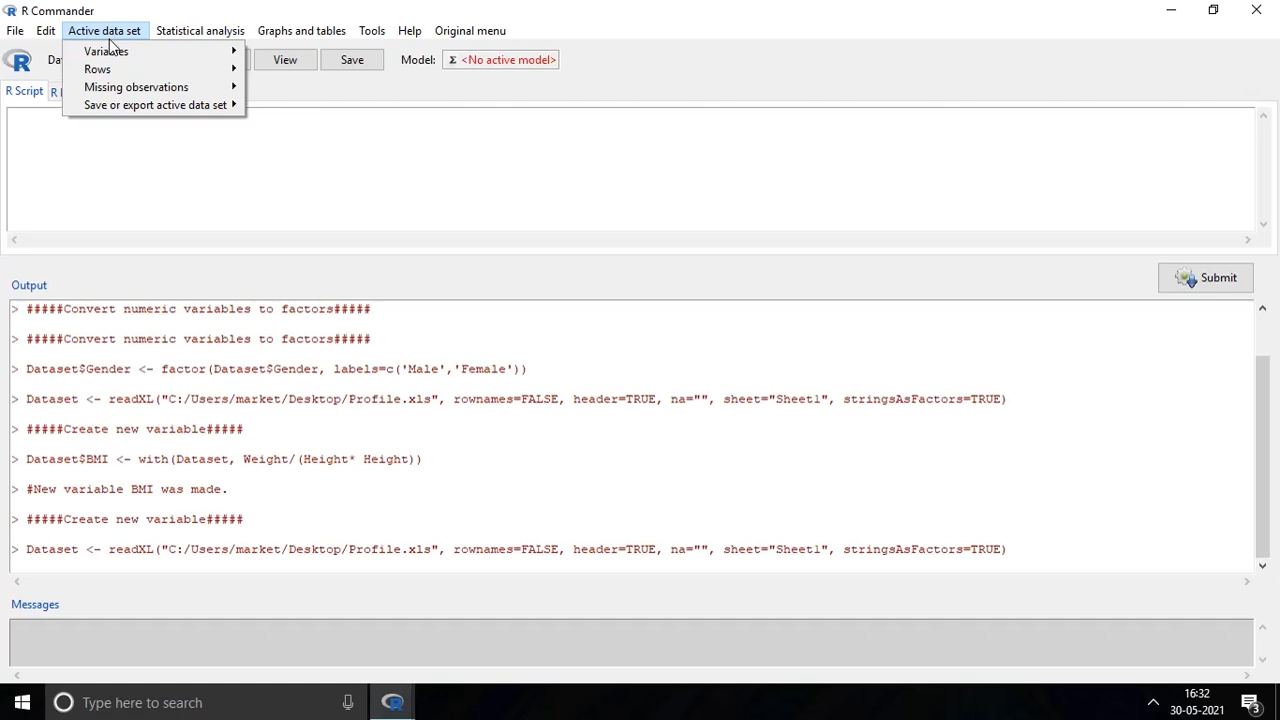 R Commander
File Edit Active data set Statistical analysis Graphs and tables Tools Help Original menu
View Save Model: Σ <No active model>
Variables
Rows
Missing observations
Save or export active data set
R Script
Submit
Output
> #####Convert numeric variables to factors#####
> #####Convert numeric variables to factors#####
> Dataset$Gender <- factor(Dataset$Gender, labels=c('Male','Female'))
> Dataset <- readXL("C:/Users/market/Desktop/Profile.xls", rownames=FALSE, header=TRUE, na="", sheet="Sheet1", stringsAsFactors=TRUE)
> #####Create new variable#####
> Dataset$BMI <- with(Dataset, Weight/(Height* Height))
> #New variable BMI was made.
> #####Create new variable#####
> Dataset <- readXL("C:/Users/market/Desktop/Profile.xls", rownames=FALSE, header=TRUE, na="", sheet="Sheet1", stringsAsFactors=TRUE)
Messages
Type here to search
16:32
30-05-2021
3